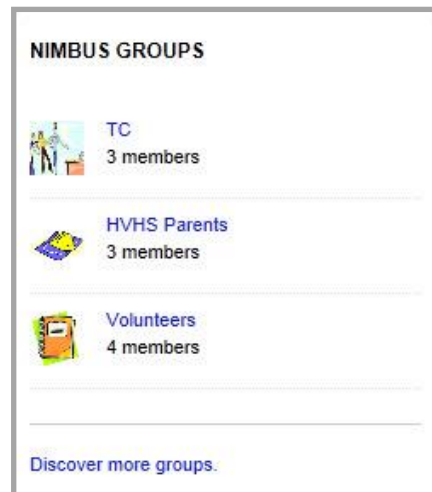 NIMBUS GROUPS
TC
3 members
HVHS Parents
3 members
Volunteers
4 members
Discover more groups.